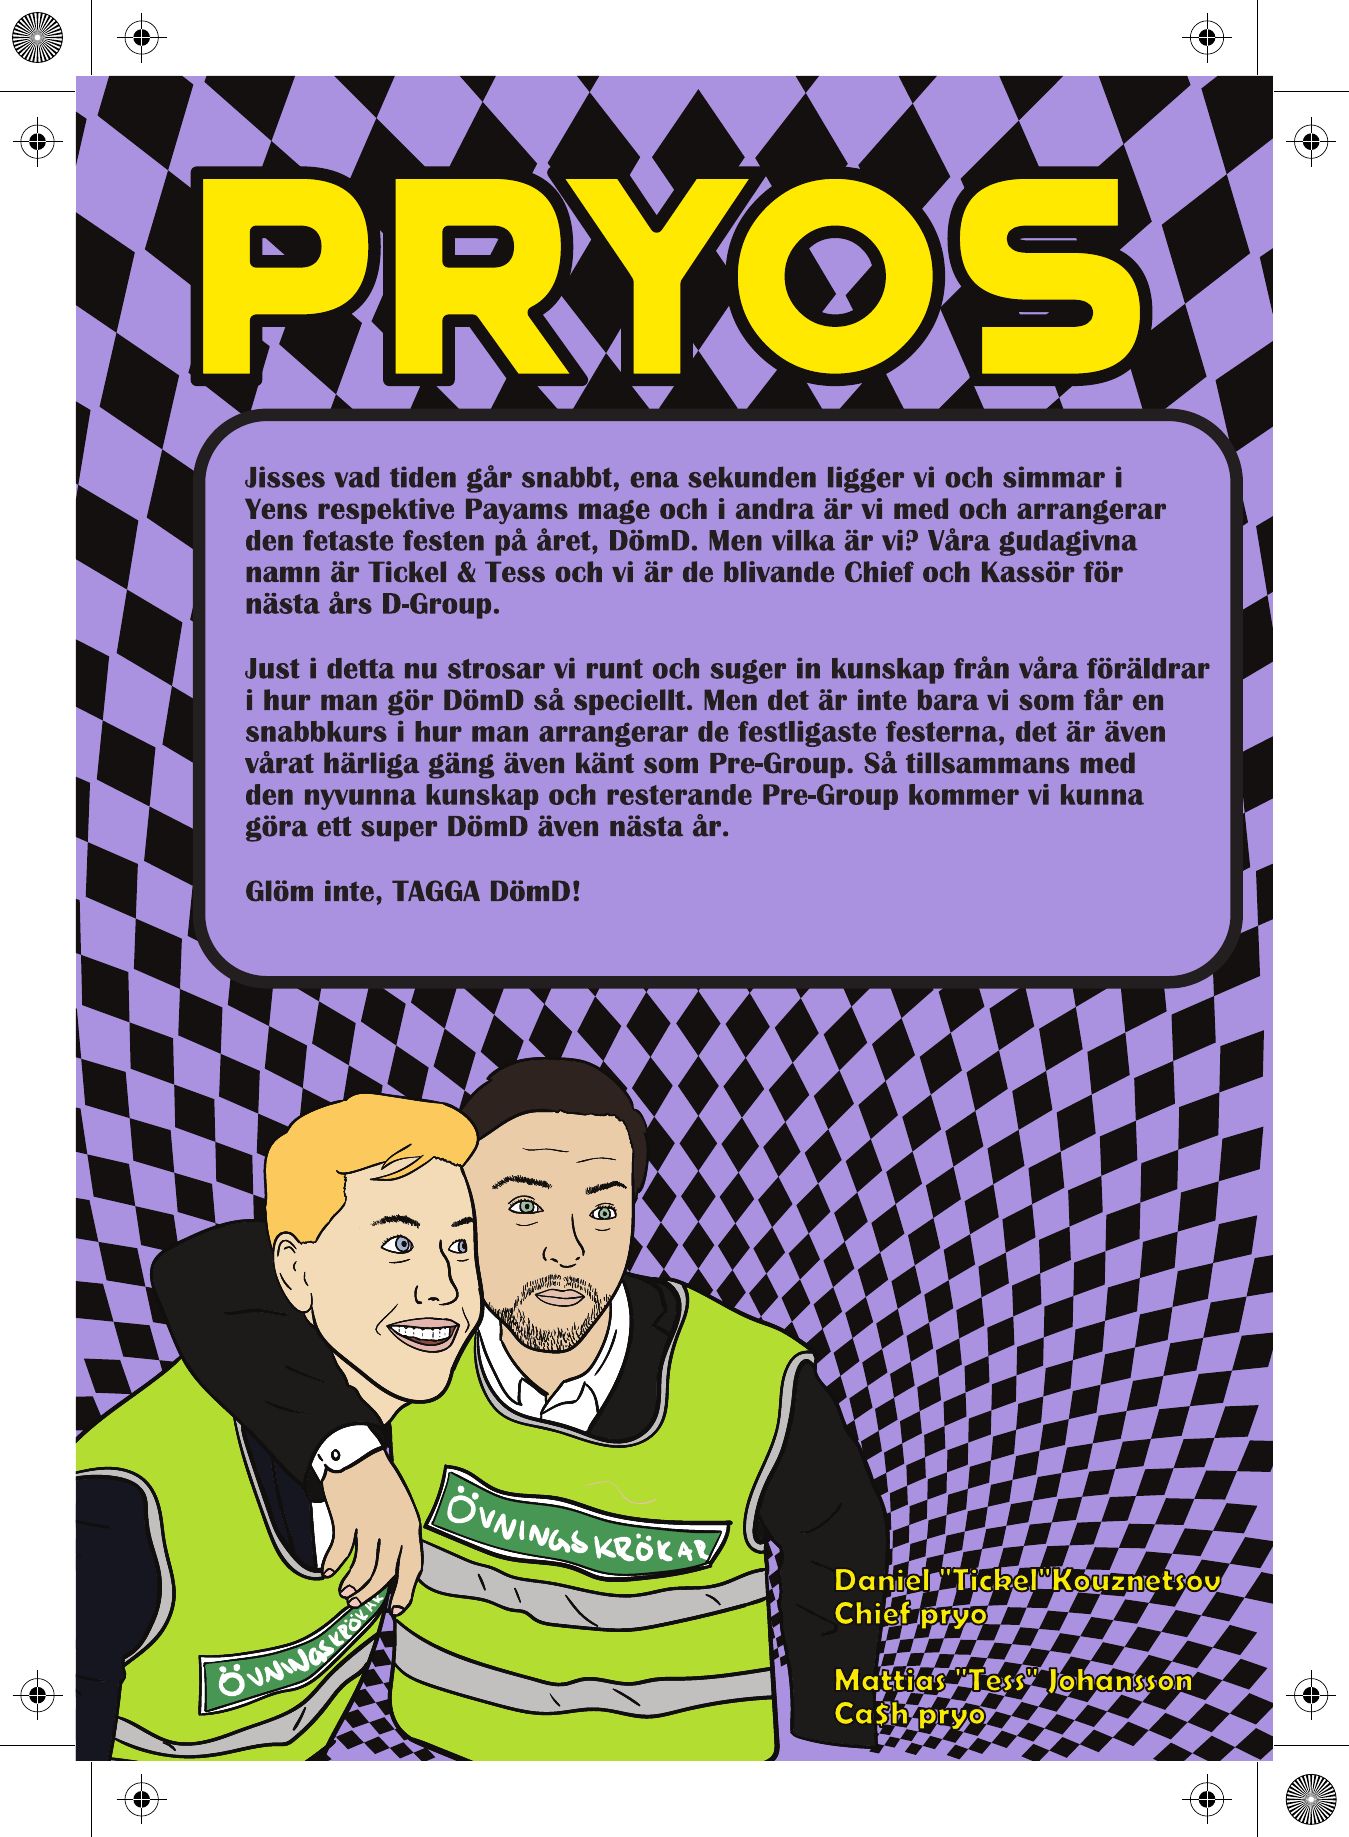 PRYOS
Jisses vad tiden går snabbt, ena sekunden ligger vi och simmar i
Yens respektive Payams mage och i andra är vi med och arrangerar
den fetaste festen på året, DömD. Men vilka är vi? Våra gudagivna
namn är Tickel & Tess och vi är de blivande Chief och Kassör för
nästa års D-Group.
Just i detta nu strosar vi runt och suger in kunskap från våra föräldrar
i hur man gör DömD så speciellt. Men det är inte bara vi som får en
snabbkurs i hur man arrangerar de festligaste festerna, det är även
vårat härliga gäng även känt som Pre-Group. Så tillsammans med
den nyvunna kunskap och resterande Pre-Group kommer vi kunna
göra ett super DömD även nästa år.
Glöm inte, TAGGA DömD!
ÖVNINGSKRÖKAR
ÖVNINGSKRÖKAR
Daniel "Tickel"Kouznetsov
Chief pryo
Mattias "Tess" Johansson
Ca$h pryo